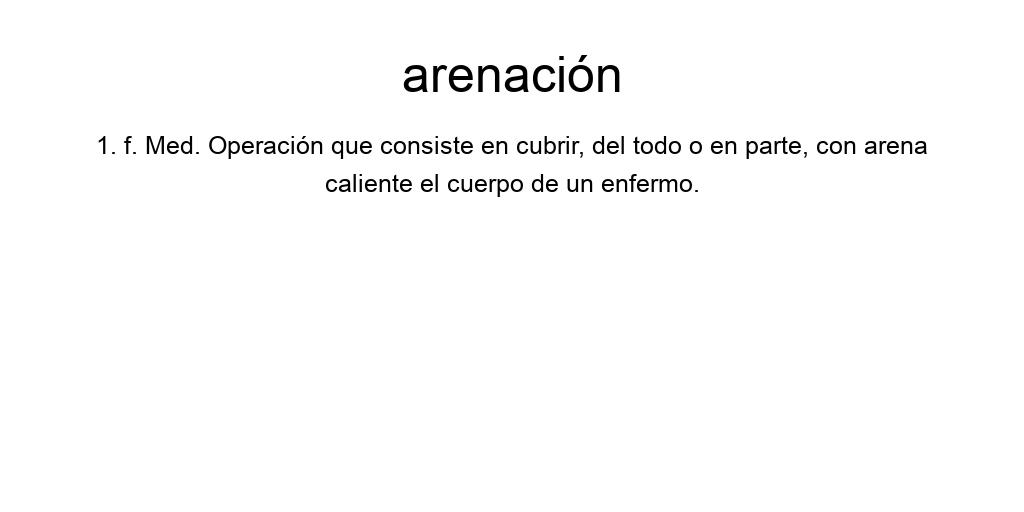 arenación
1. f. Med. Operación que consiste en cubrir, del todo o en parte, con arena
caliente el cuerpo de un enfermo.